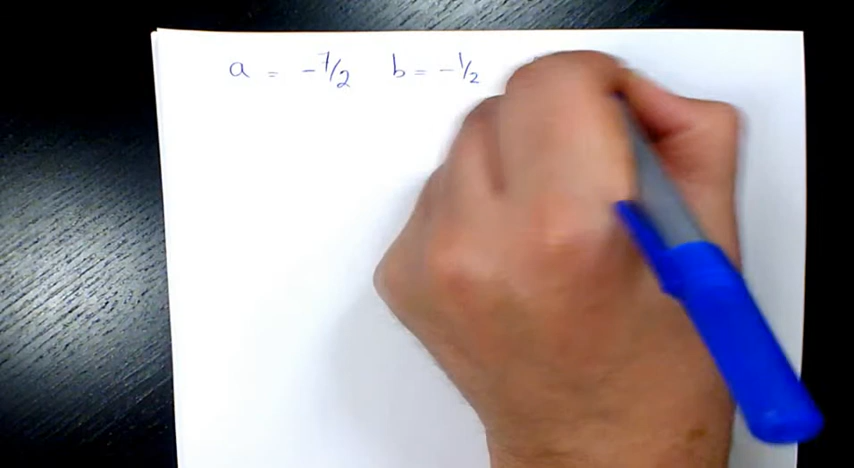 a = -7/2 b = -1/2